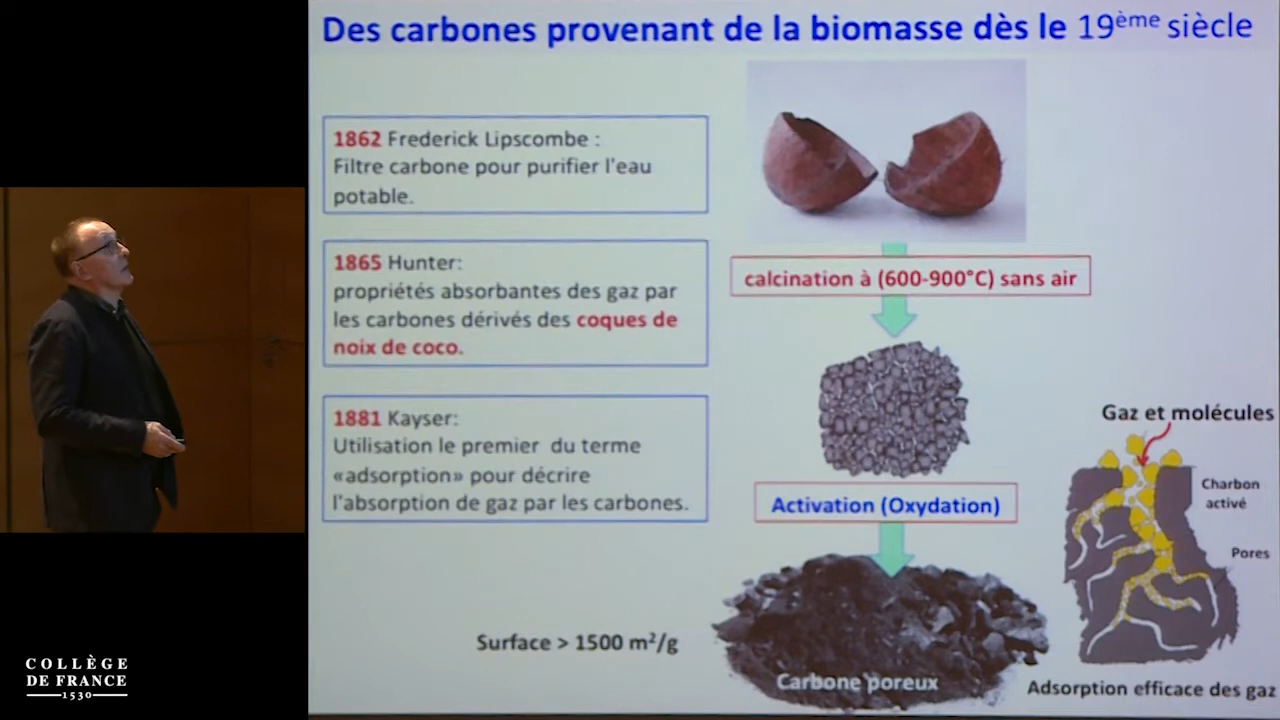 Des carbones provenant de la biomasse dès le 19ème siècle
1862 Frederick Lipscombe :
Filtre carbone pour purifier l'eau
potable.
1865 Hunter:
propriétés absorbantes des gaz par
les carbones dérivés des coques de
noix de coco.
1881 Kayser:
Utilisation le premier du terme
«adsorption» pour décrire
l'absorption de gaz par les carbones.
Surface > 1500 m²/g
calcination à (600-900°C) sans air
Activation (Oxydation)
Carbone poreux
Gaz et molécules
Charbon
activé
Pores
Adsorption efficace des gaz
COLLÈGE
DE FRANCE
1530